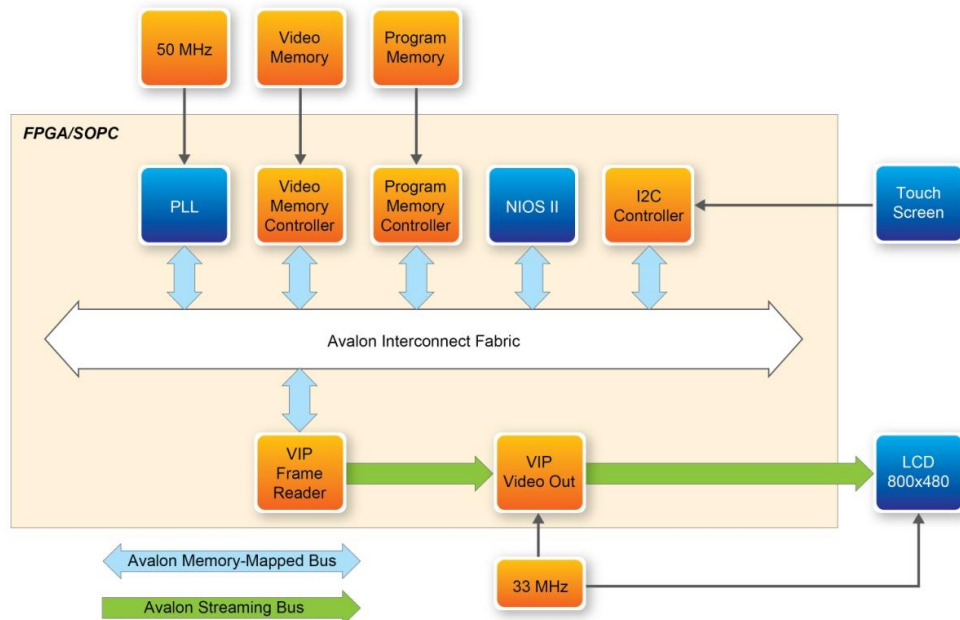 50 MHz
Video
Memory
Program
Memory
FPGA/SOPC
PLL
Video
Memory
Controller
Program
Memory
Controller
NIOS II
I2C
Controller
Touch
Screen
Avalon Interconnect Fabric
VIP
Frame
Reader
VIP
Video Out
LCD
800x480
Avalon Memory-Mapped Bus
33 MHz
Avalon Streaming Bus